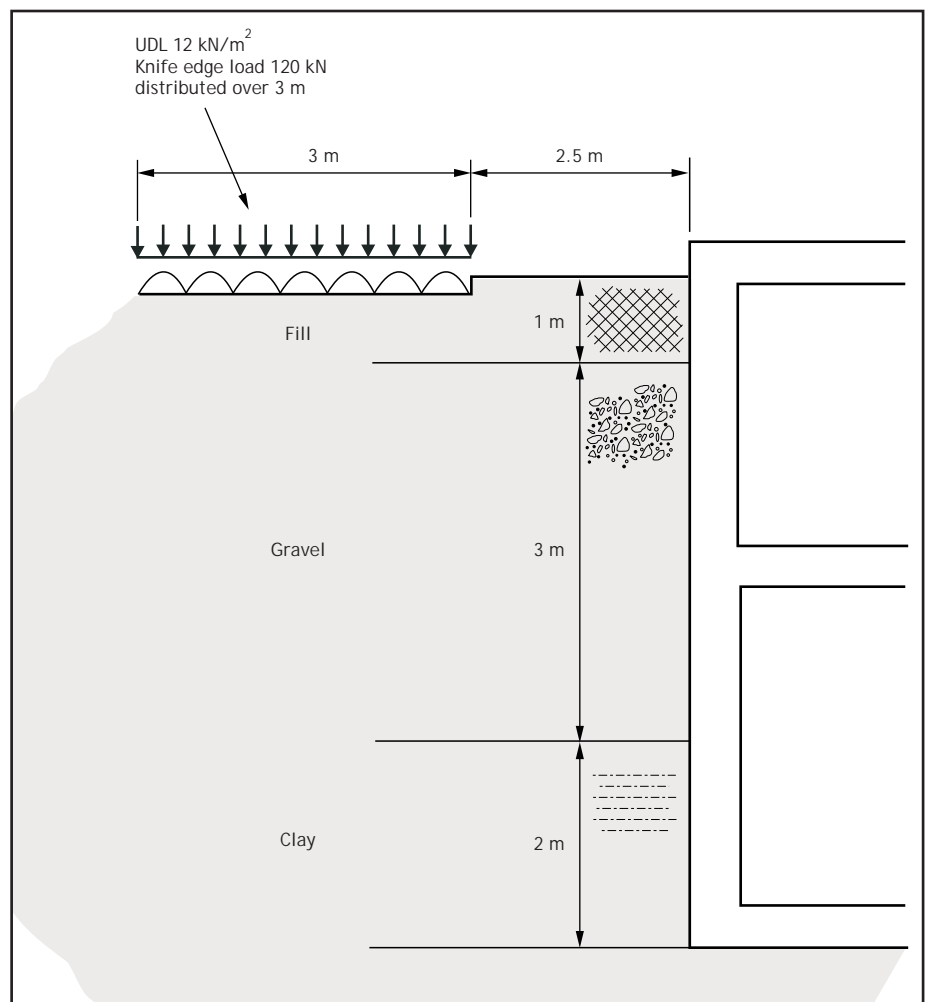 UDL 12 kN/m²
Knife edge load 120 kN
distributed over 3 m
3 m
2.5 m
1 m
Fill
Gravel
3 m
Clay
2 m